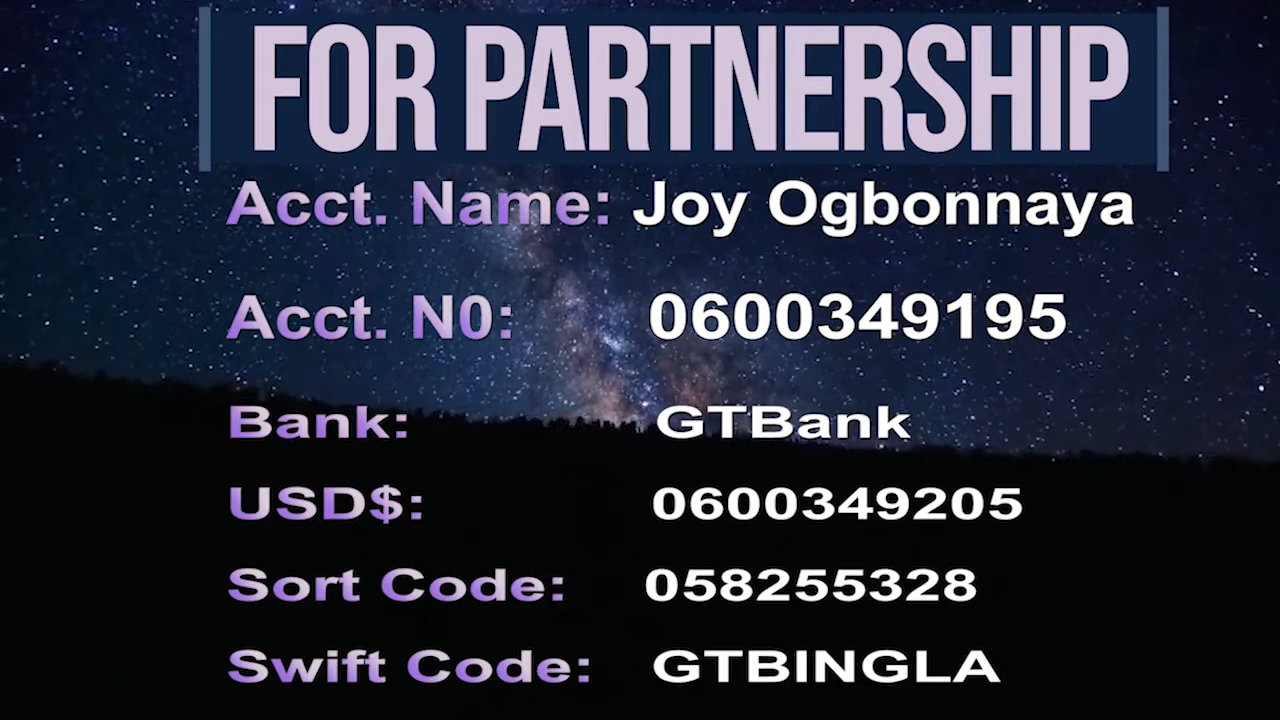 FOR PARTNERSHIP
Acct. Name: Joy Ogbonnaya
Acct. N0: 0600349195
Bank: GTBank
USD$: 0600349205
Sort Code: 058255328
Swift Code: GTBINGLA